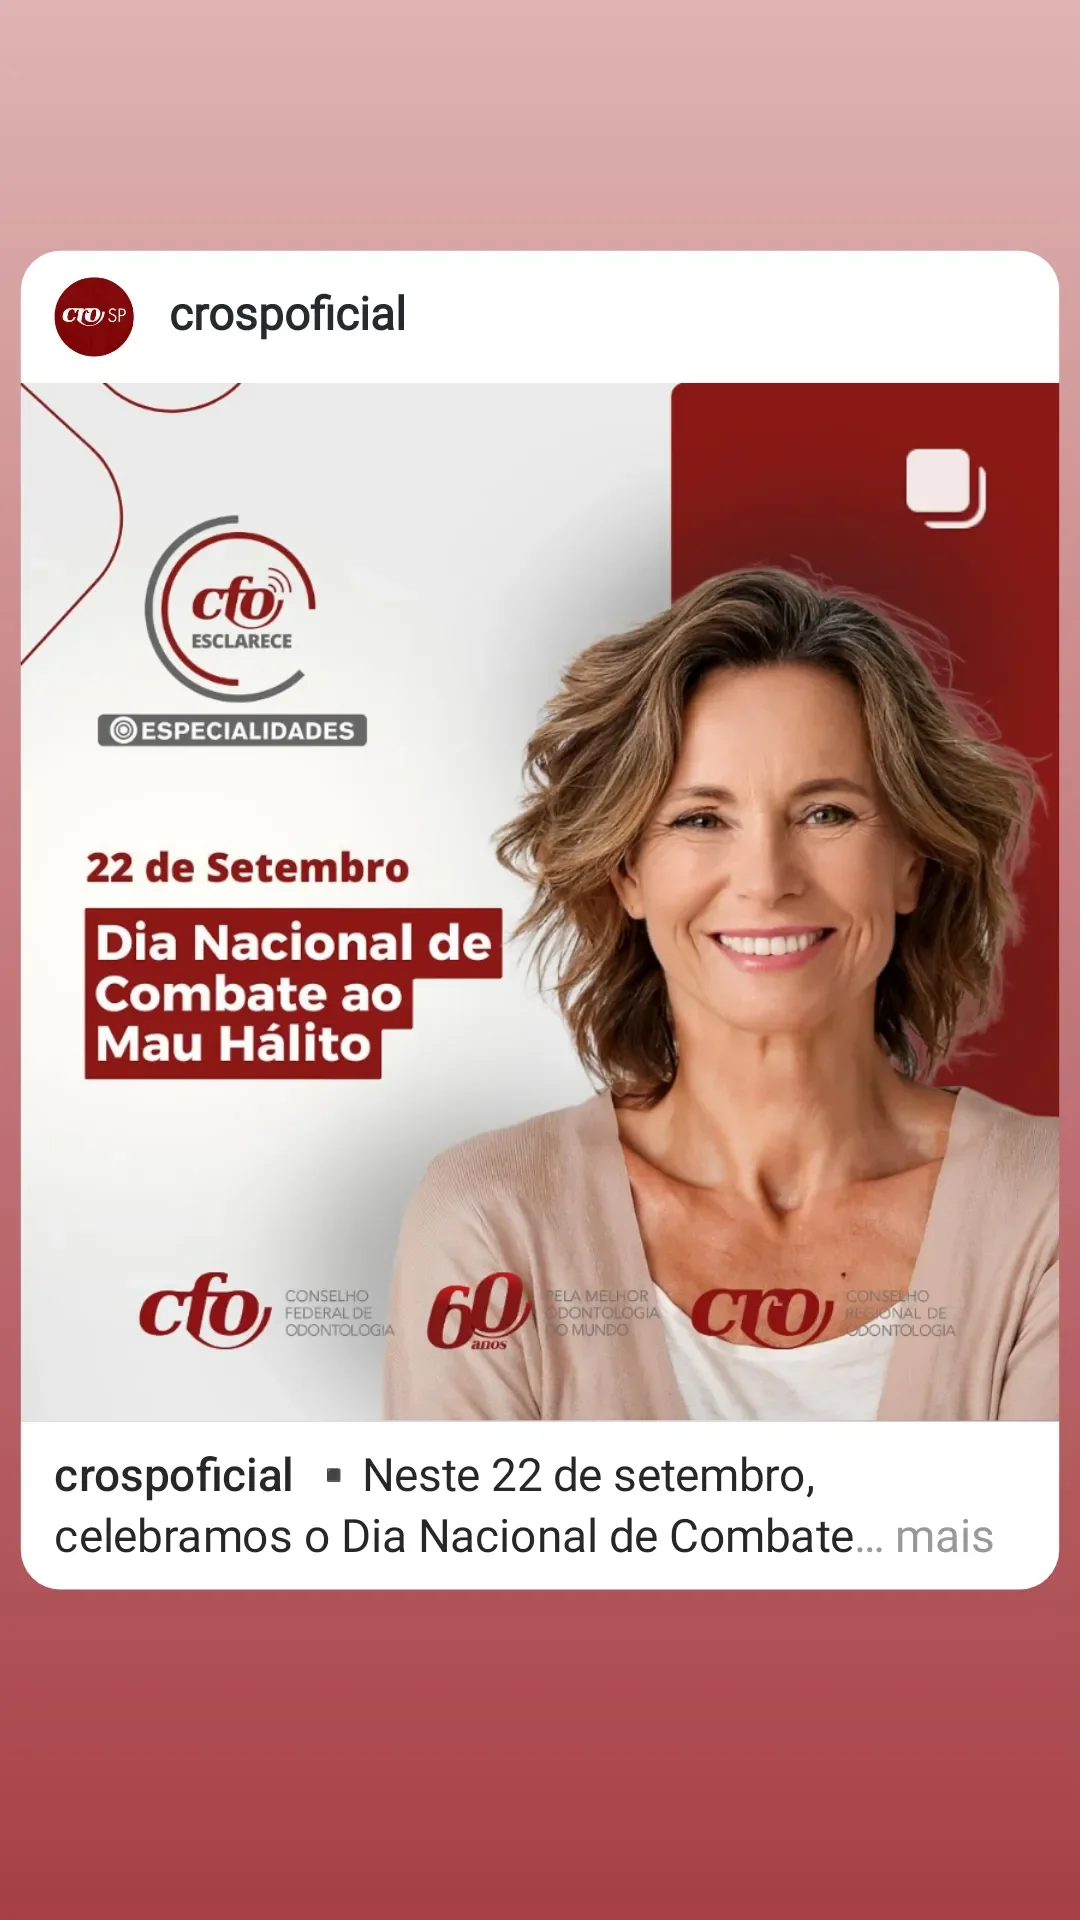 cro SP
crospoficial
cfo
ESCLARECE
ESPECIALIDADES
22 de Setembro
Dia Nacional de
Combate ao
Mau Hálito
cfo
CONSELHO
FEDERAL DE
ODONTOLOGIA
60
anos
PELA MELHOR
ODONTOLOGIA
DO MUNDO
cro
CONSELHO
REGIONAL DE
ODONTOLOGIA
crospoficial ▪ Neste 22 de setembro,
celebramos o Dia Nacional de Combate... mais